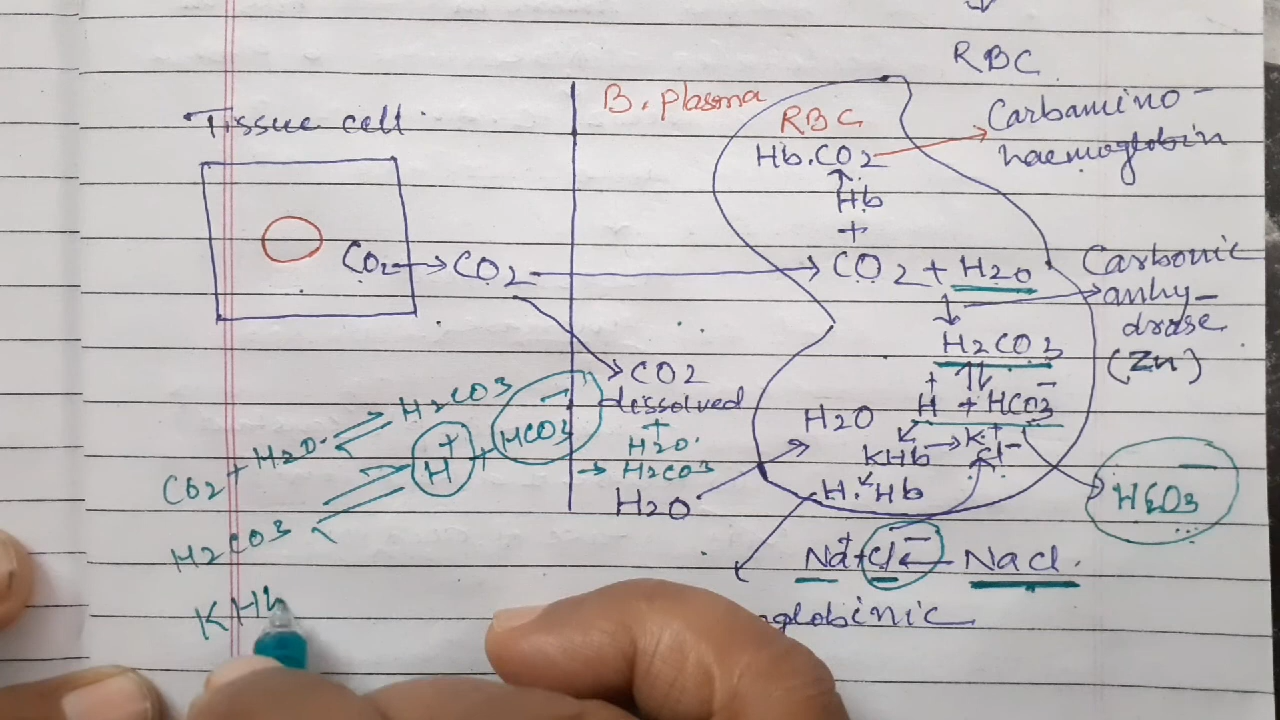 RBC
B. plasma
Tissue cell
RBC
Carbamino-
haemoglobin
Hb.CO2
Hb
+
CO2 → CO2 → CO2 + H2O
Carbonic
anhy-
drase
(Zn)
H2CO3
CO2
dissolved
+
H2O
H2CO3
H2O
H+ + HCO3-
H2O
KHb → K+
Cl-
H.Hb
HCO3
CO2 + H2O ⇌ H2CO3
H2CO3 ⇌ H+ + HCO3-
Na+ + Cl- ← NaCl.
KHb
globinic